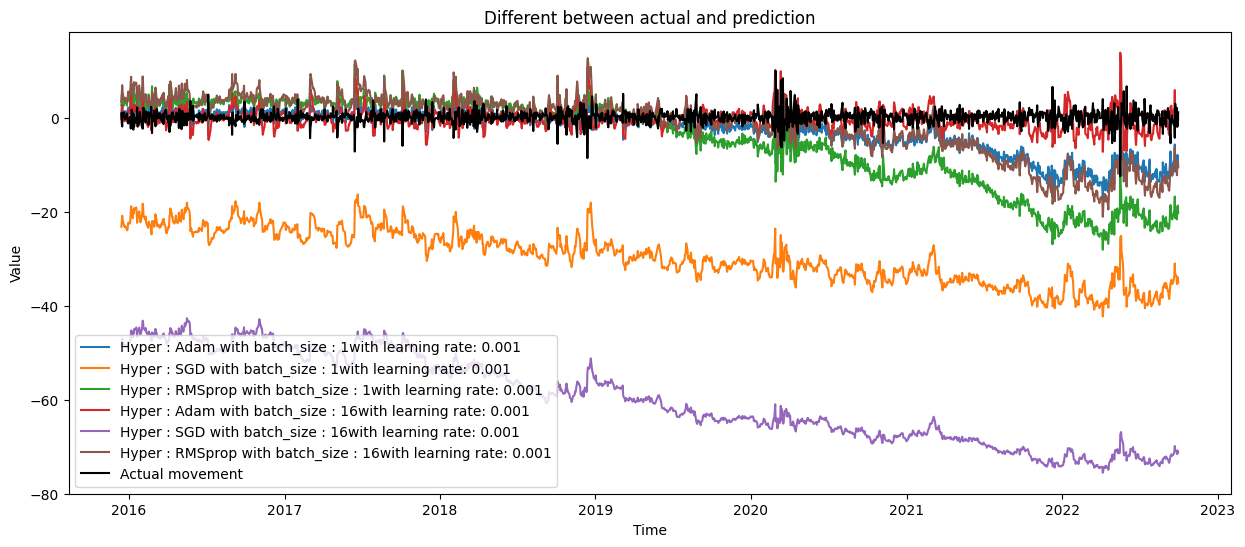 Different between actual and prediction
Value
0
−20
−40
−60
−80
Hyper : Adam with batch_size : 1with learning rate: 0.001
Hyper : SGD with batch_size : 1with learning rate: 0.001
Hyper : RMSprop with batch_size : 1with learning rate: 0.001
Hyper : Adam with batch_size : 16with learning rate: 0.001
Hyper : SGD with batch_size : 16with learning rate: 0.001
Hyper : RMSprop with batch_size : 16with learning rate: 0.001
Actual movement
2016 2017 2018 2019 2020 2021 2022 2023
Time